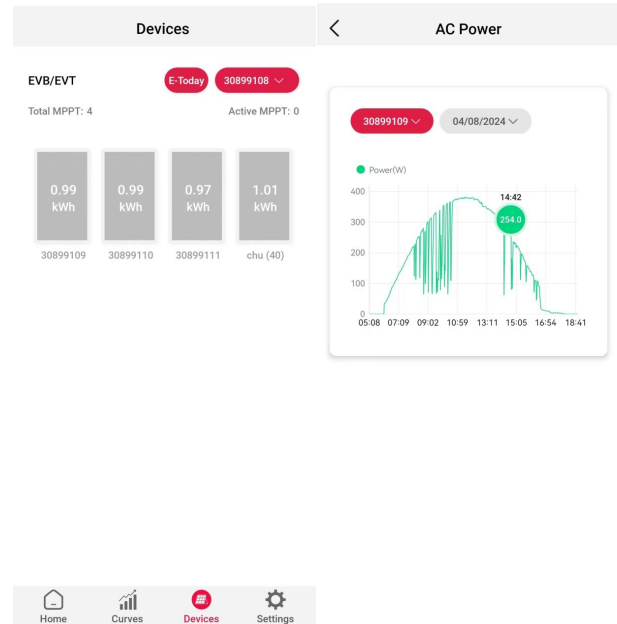 Devices
EVB/EVT
E-Today
30899108
Total MPPT: 4
Active MPPT: 0
0.99 kWh
0.99 kWh
0.97 kWh
1.01 kWh
30899109
30899110
30899111
chu (40)
Home
Curves
Devices
Settings
AC Power
30899109
04/08/2024
Power(W)
400
300
200
100
0
14:42
254.0
05:08 07:09 09:02 10:59 13:11 15:05 16:54 18:41